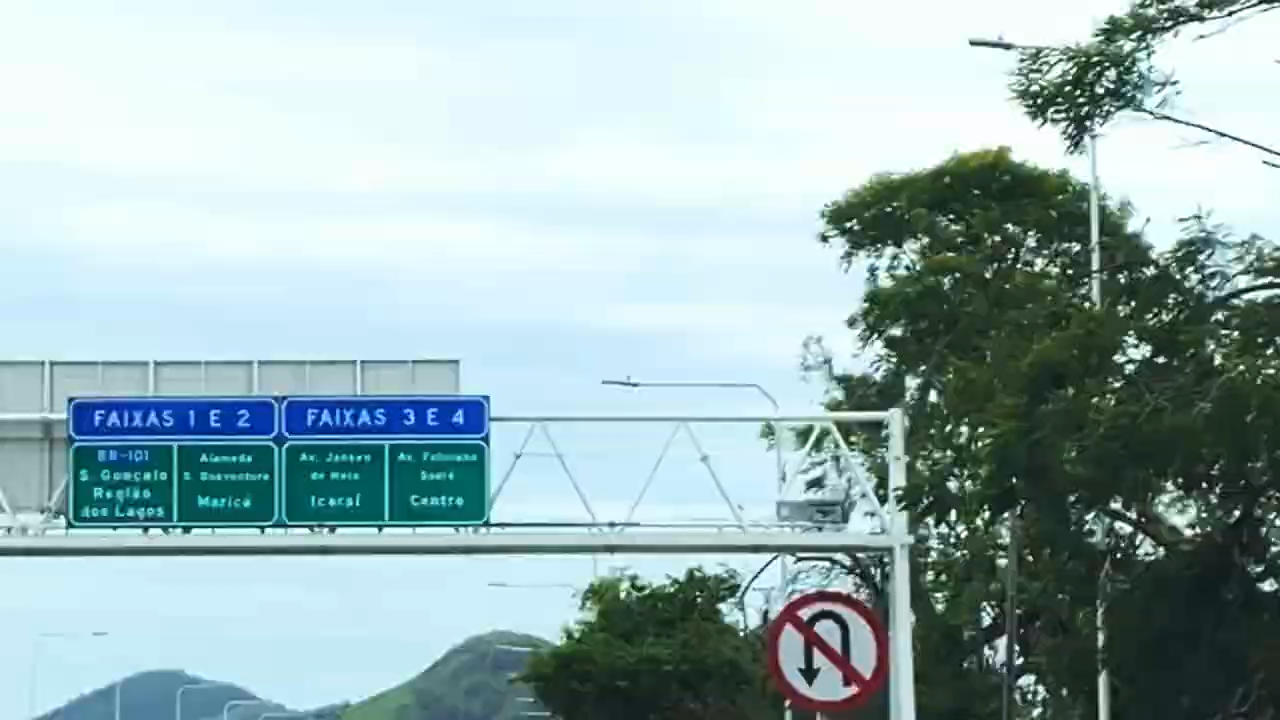 FAIXAS 1 E 2
BR-101
S. Gonçalo
Região
dos Lagos
Alameda
S. Boaventura
Maricá
FAIXAS 3 E 4
Av. Jansen
de Melo
Icaraí
Av. Feliciano
Sodré
Centro